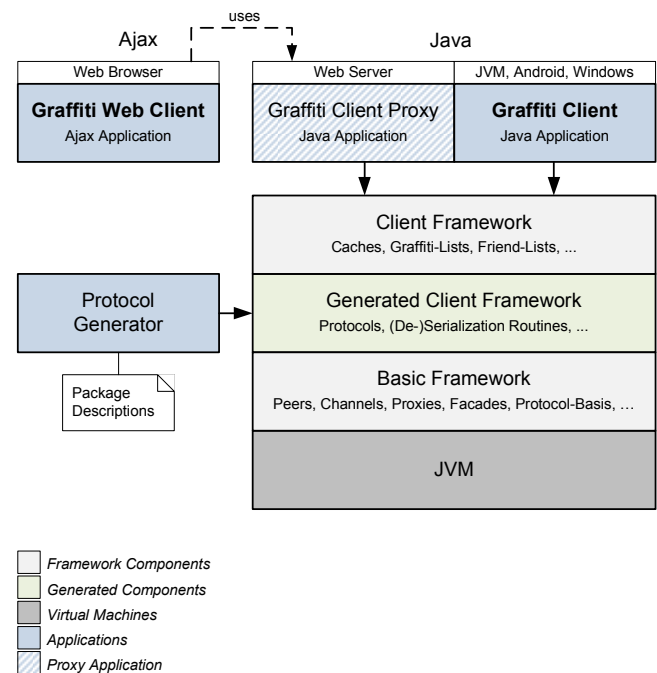 uses
Ajax
Java
Web Browser
Web Server
JVM, Android, Windows
Graffiti Web Client
Ajax Application
Graffiti Client Proxy
Java Application
Graffiti Client
Java Application
Client Framework
Caches, Graffiti-Lists, Friend-Lists, ...
Protocol
Generator
Generated Client Framework
Protocols, (De-)Serialization Routines, ...
Package
Descriptions
Basic Framework
Peers, Channels, Proxies, Facades, Protocol-Basis, …
JVM
Framework Components
Generated Components
Virtual Machines
Applications
Proxy Application